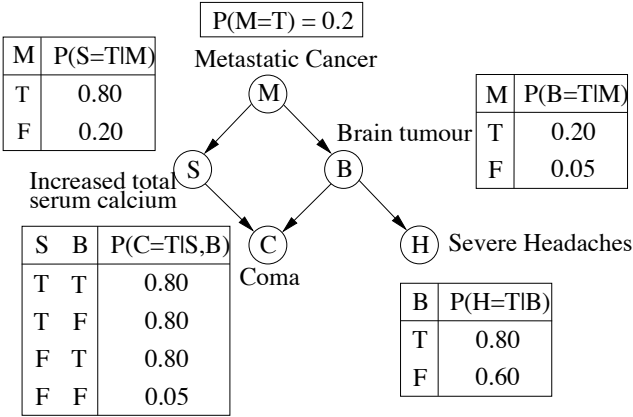 P(M=T) = 0.2
Metastatic Cancer
M P(S=T|M)
T 0.80
F 0.20
M
M P(B=T|M)
T 0.20
F 0.05
Brain tumour
S
B
Increased total
serum calcium
S B P(C=T|S,B)
T T 0.80
T F 0.80
F T 0.80
F F 0.05
C
Coma
H
Severe Headaches
B P(H=T|B)
T 0.80
F 0.60